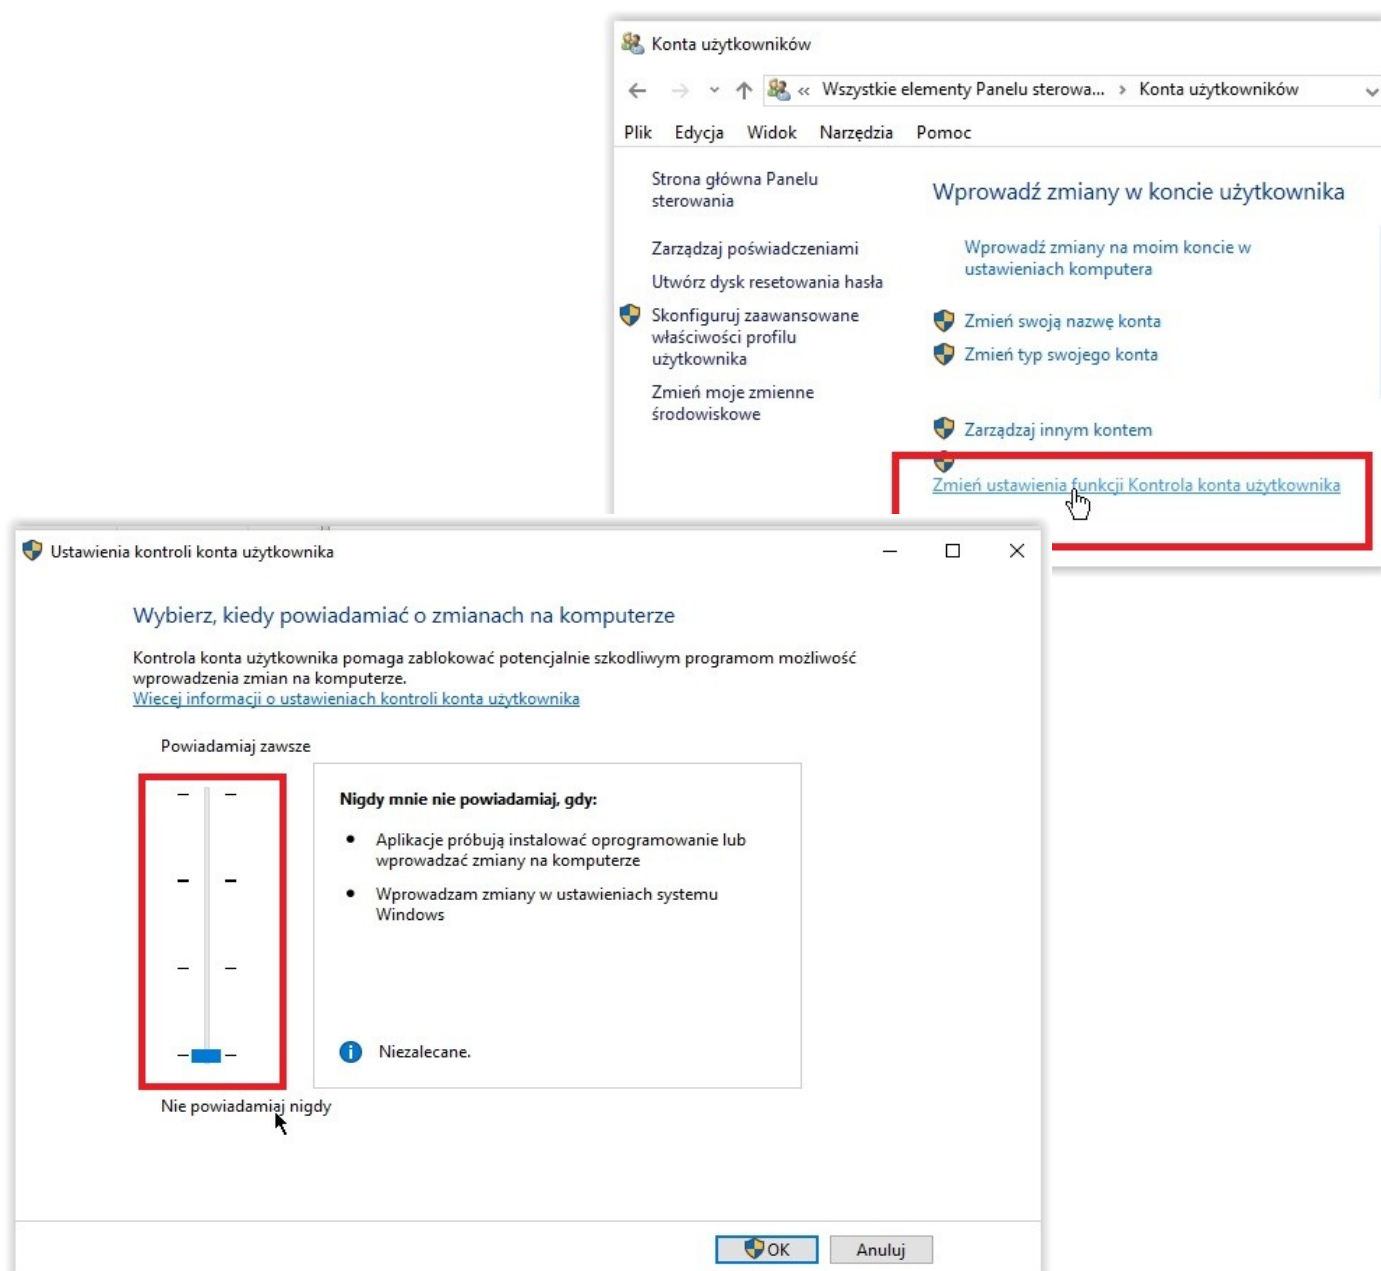 Konta użytkowników
« Wszystkie elementy Panelu sterowa... › Konta użytkowników
Plik Edycja Widok Narzędzia Pomoc
Strona główna Panelu
sterowania
Zarządzaj poświadczeniami
Utwórz dysk resetowania hasła
Skonfiguruj zaawansowane
właściwości profilu
użytkownika
Zmień moje zmienne
środowiskowe
Wprowadź zmiany w koncie użytkownika
Wprowadź zmiany na moim koncie w
ustawieniach komputera
Zmień swoją nazwę konta
Zmień typ swojego konta
Zarządzaj innym kontem
Zmień ustawienia funkcji Kontrola konta użytkownika
Ustawienia kontroli konta użytkownika
Wybierz, kiedy powiadamiać o zmianach na komputerze
Kontrola konta użytkownika pomaga zablokować potencjalnie szkodliwym programom możliwość
wprowadzenia zmian na komputerze.
Więcej informacji o ustawieniach kontroli konta użytkownika
Powiadamiaj zawsze
Nigdy mnie nie powiadamiaj, gdy:
• Aplikacje próbują instalować oprogramowanie lub
wprowadzać zmiany na komputerze
• Wprowadzam zmiany w ustawieniach systemu
Windows
Niezalecane.
Nie powiadamiaj nigdy
OK Anuluj